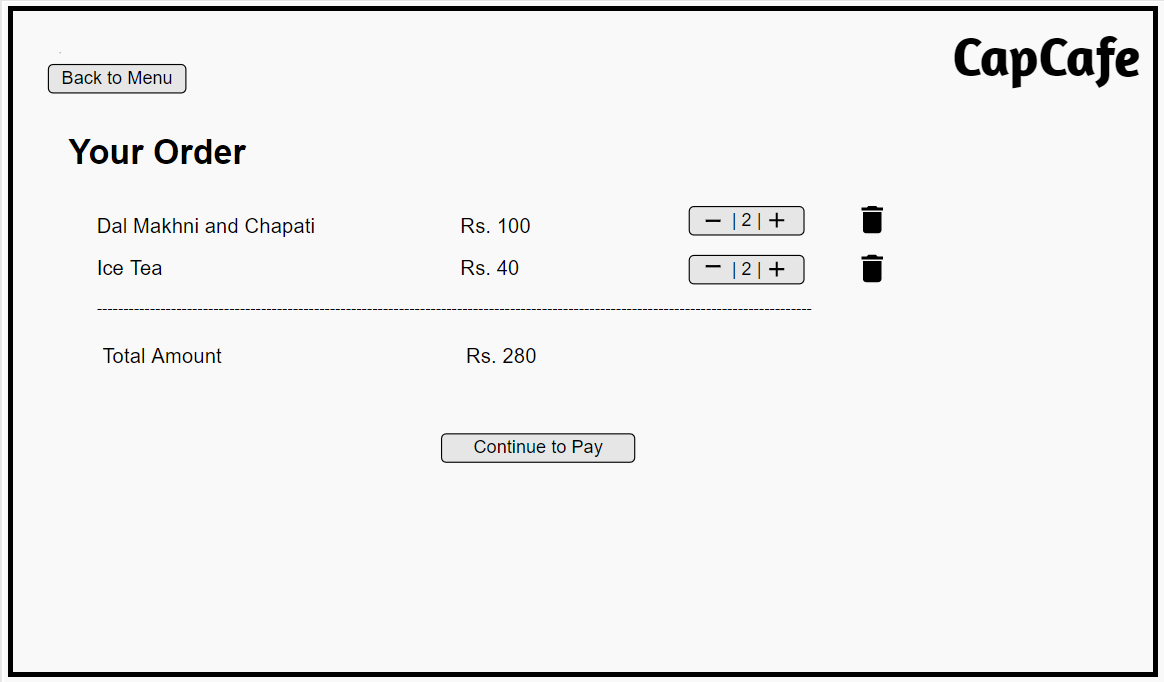 CapCafe
Back to Menu
Your Order
Dal Makhni and Chapati Rs. 100 − | 2 | +
Ice Tea Rs. 40 − | 2 | +
Total Amount Rs. 280
Continue to Pay